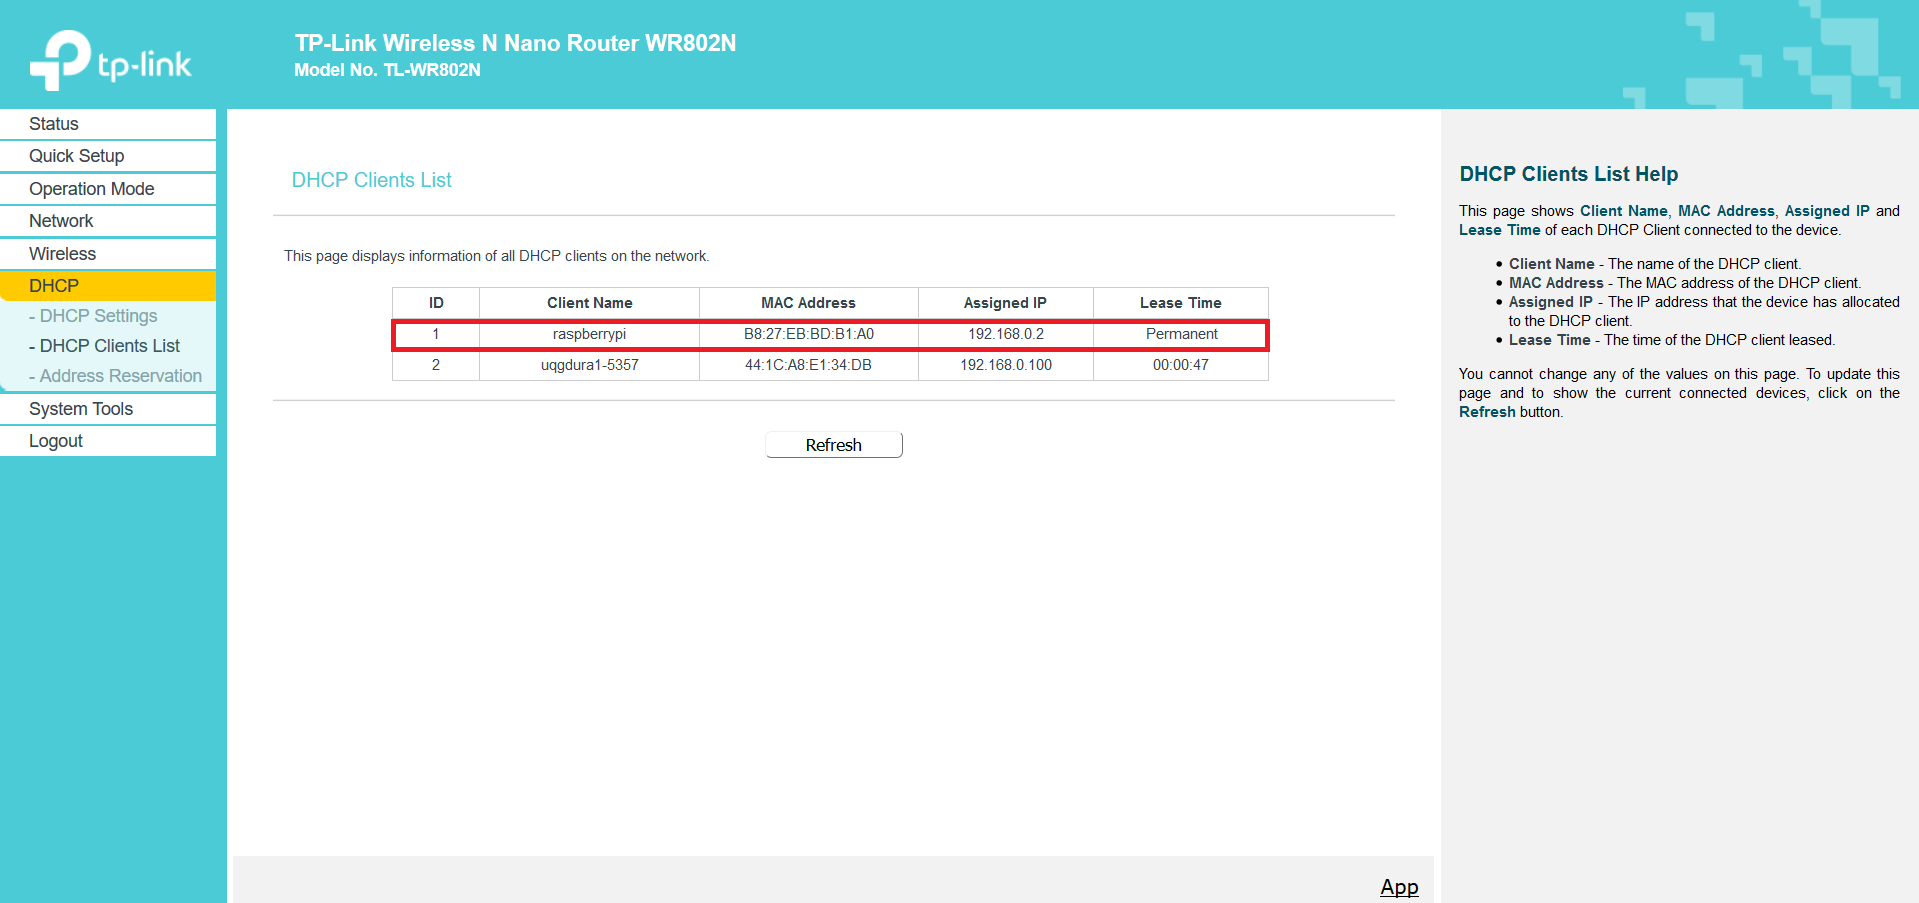 tp-link
TP-Link Wireless N Nano Router WR802N
Model No. TL-WR802N
Status
Quick Setup
Operation Mode
Network
Wireless
DHCP
- DHCP Settings
- DHCP Clients List
- Address Reservation
System Tools
Logout
DHCP Clients List
This page displays information of all DHCP clients on the network.
ID Client Name MAC Address Assigned IP Lease Time
1 raspberrypi B8:27:EB:BD:B1:A0 192.168.0.2 Permanent
2 uqgdura1-5357 44:1C:A8:E1:34:DB 192.168.0.100 00:00:47
Refresh
App
DHCP Clients List Help
This page shows Client Name, MAC Address, Assigned IP and
Lease Time of each DHCP Client connected to the device.
• Client Name - The name of the DHCP client.
• MAC Address - The MAC address of the DHCP client.
• Assigned IP - The IP address that the device has allocated
to the DHCP client.
• Lease Time - The time of the DHCP client leased.
You cannot change any of the values on this page. To update this
page and to show the current connected devices, click on the
Refresh button.